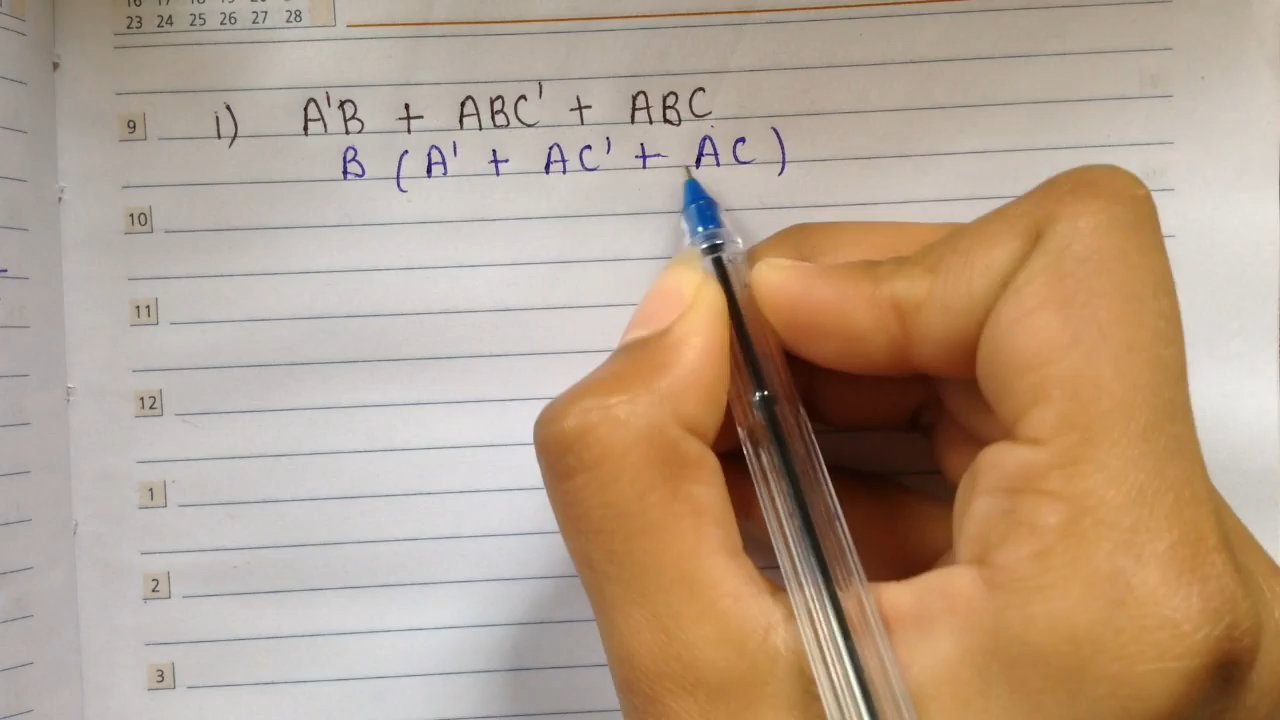 23 24 25 26 27 28
9 i) A'B + ABC' + ABC
B (A' + AC' + AC)
10
11
12
1
2
3